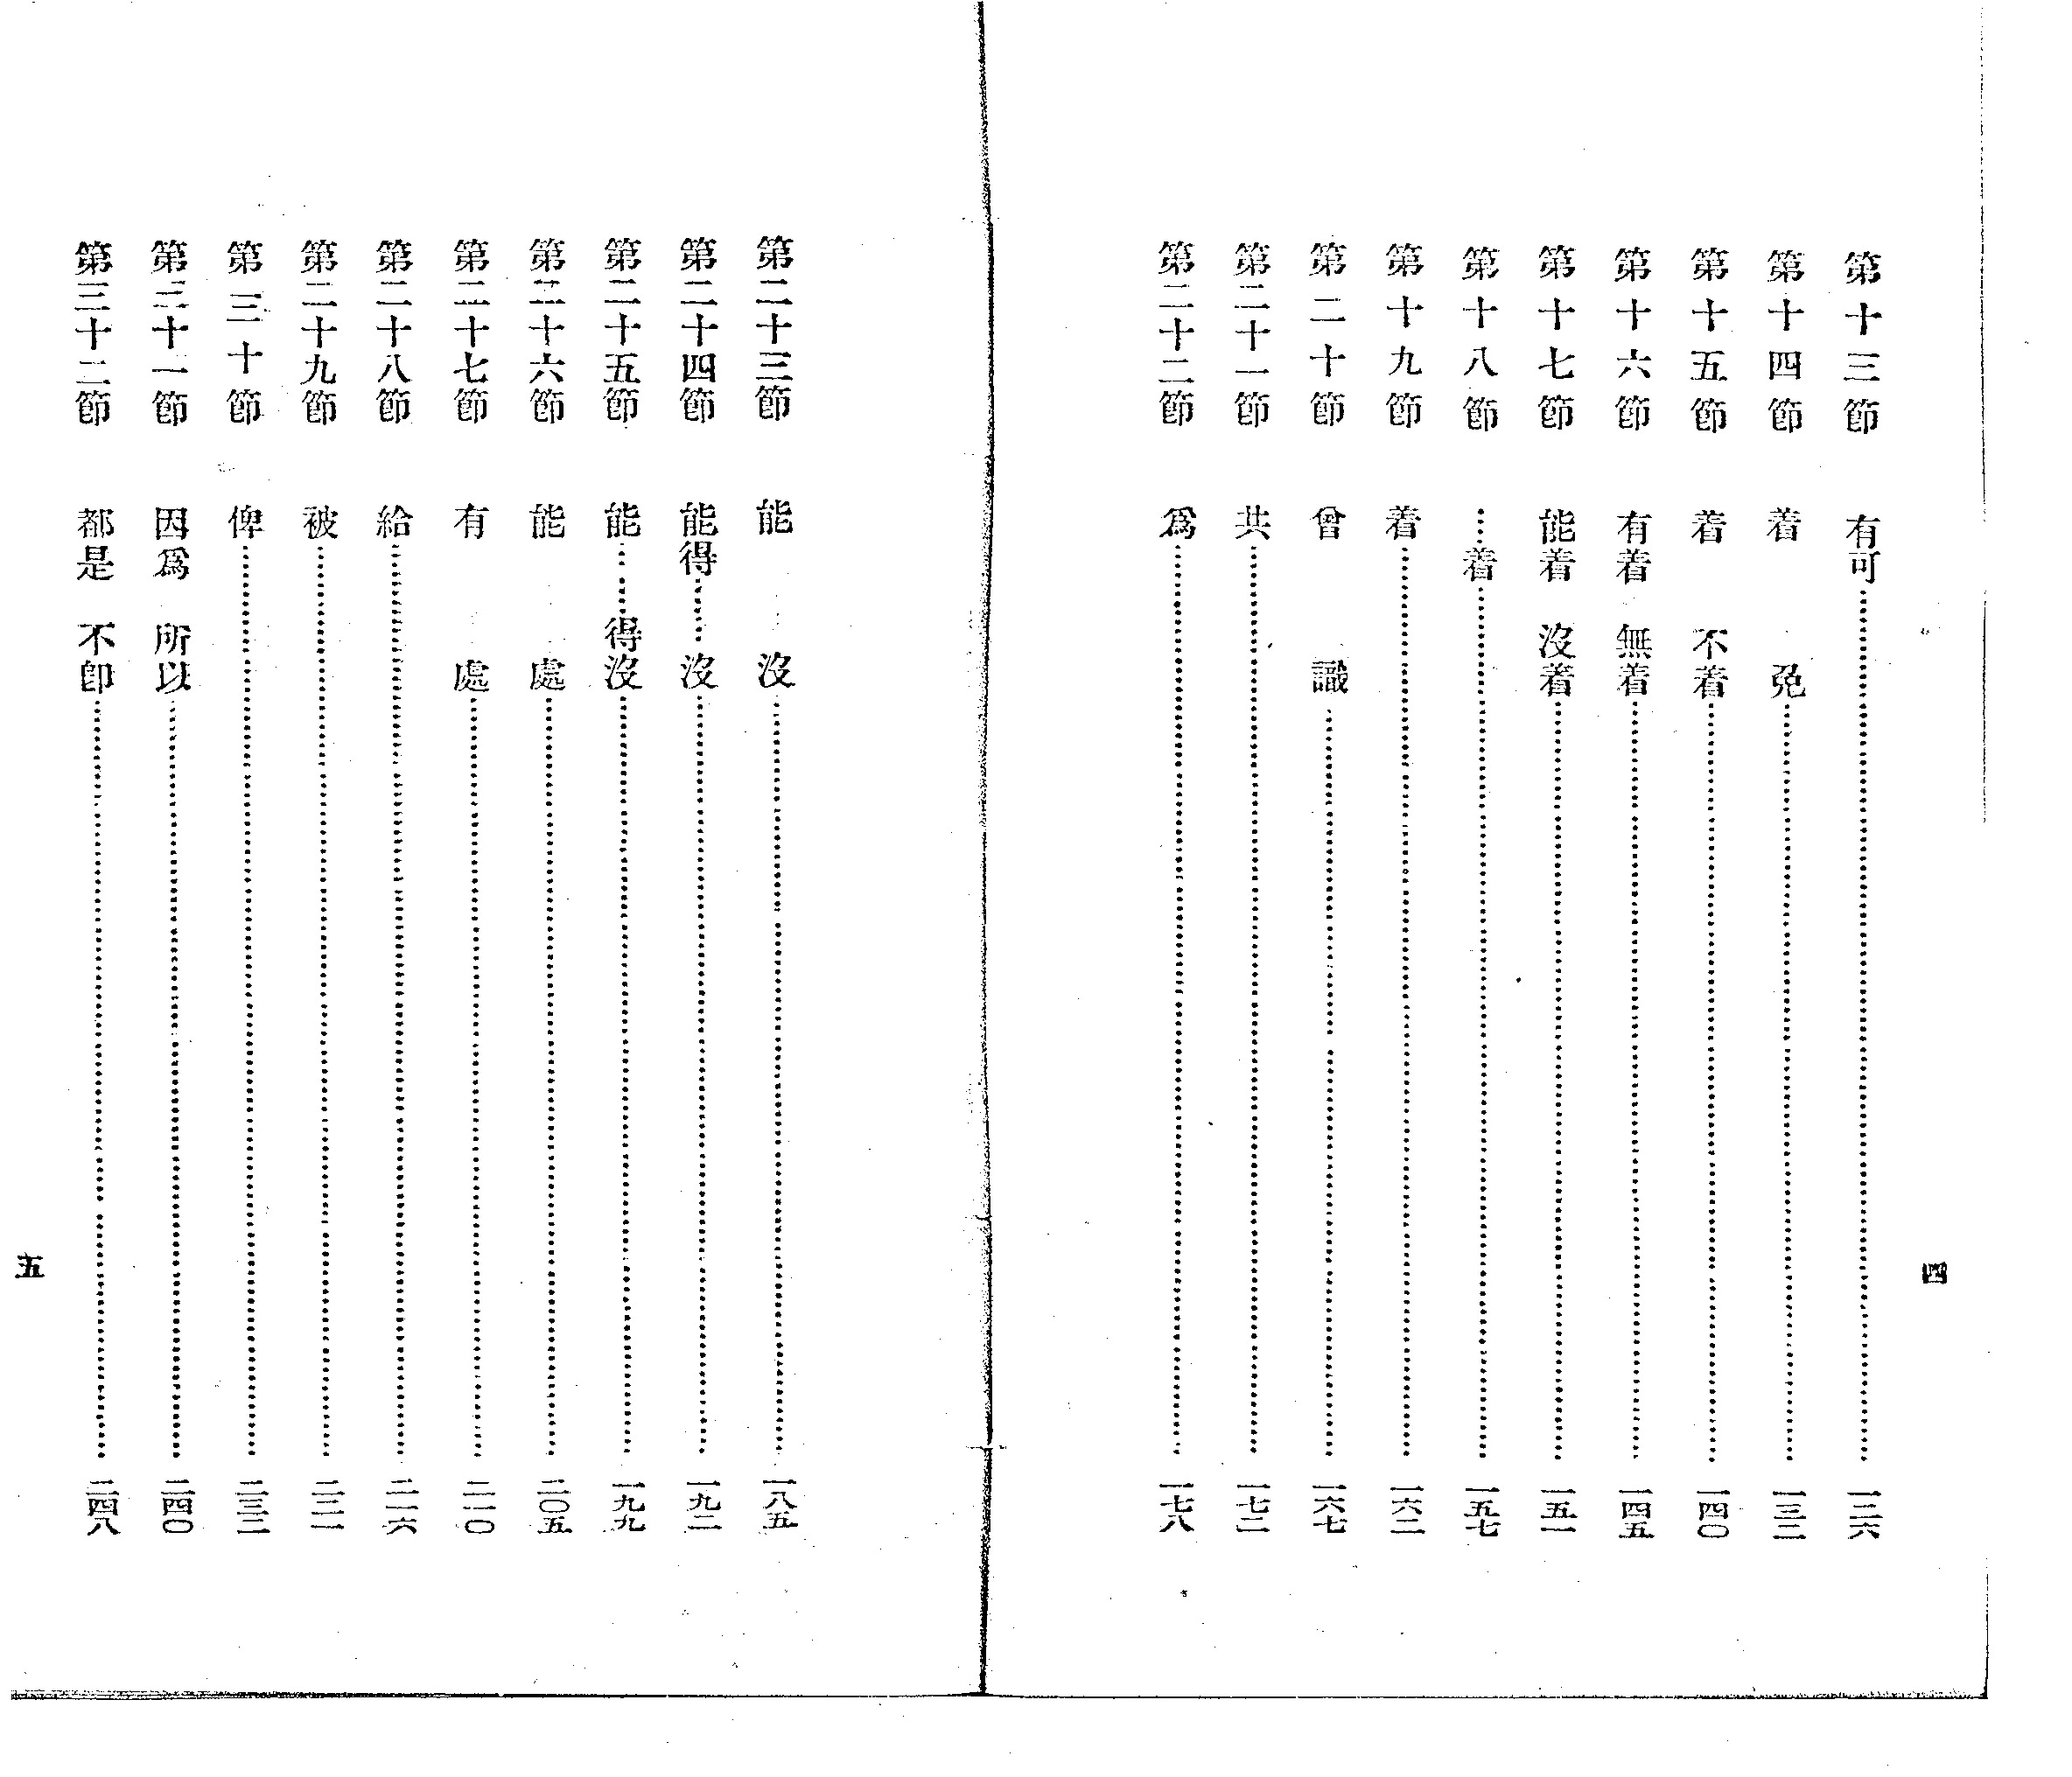 四
第十三節 有可……一二六
第十四節 着 免……一三二
第十五節 着 不着……一四〇
第十六節 有着 無着……一四五
第十七節 能着 沒着……一五一
第十八節 …着……一五七
第十九節 着……一六二
第二十節 曾 識……一六七
第二十一節 共……一七二
第二十二節 爲……一七八
第二十三節 能 沒……一八五
第二十四節 能得……沒……一九二
第二十五節 能……得沒……一九九
第二十六節 能 處……二〇五
第二十七節 有 處……二一〇
第二十八節 給……二一六
第二十九節 被……二二一
第三十節 俾……二三二
第三十一節 因爲 所以……二四〇
第三十二節 都是 不卽……二四八
五